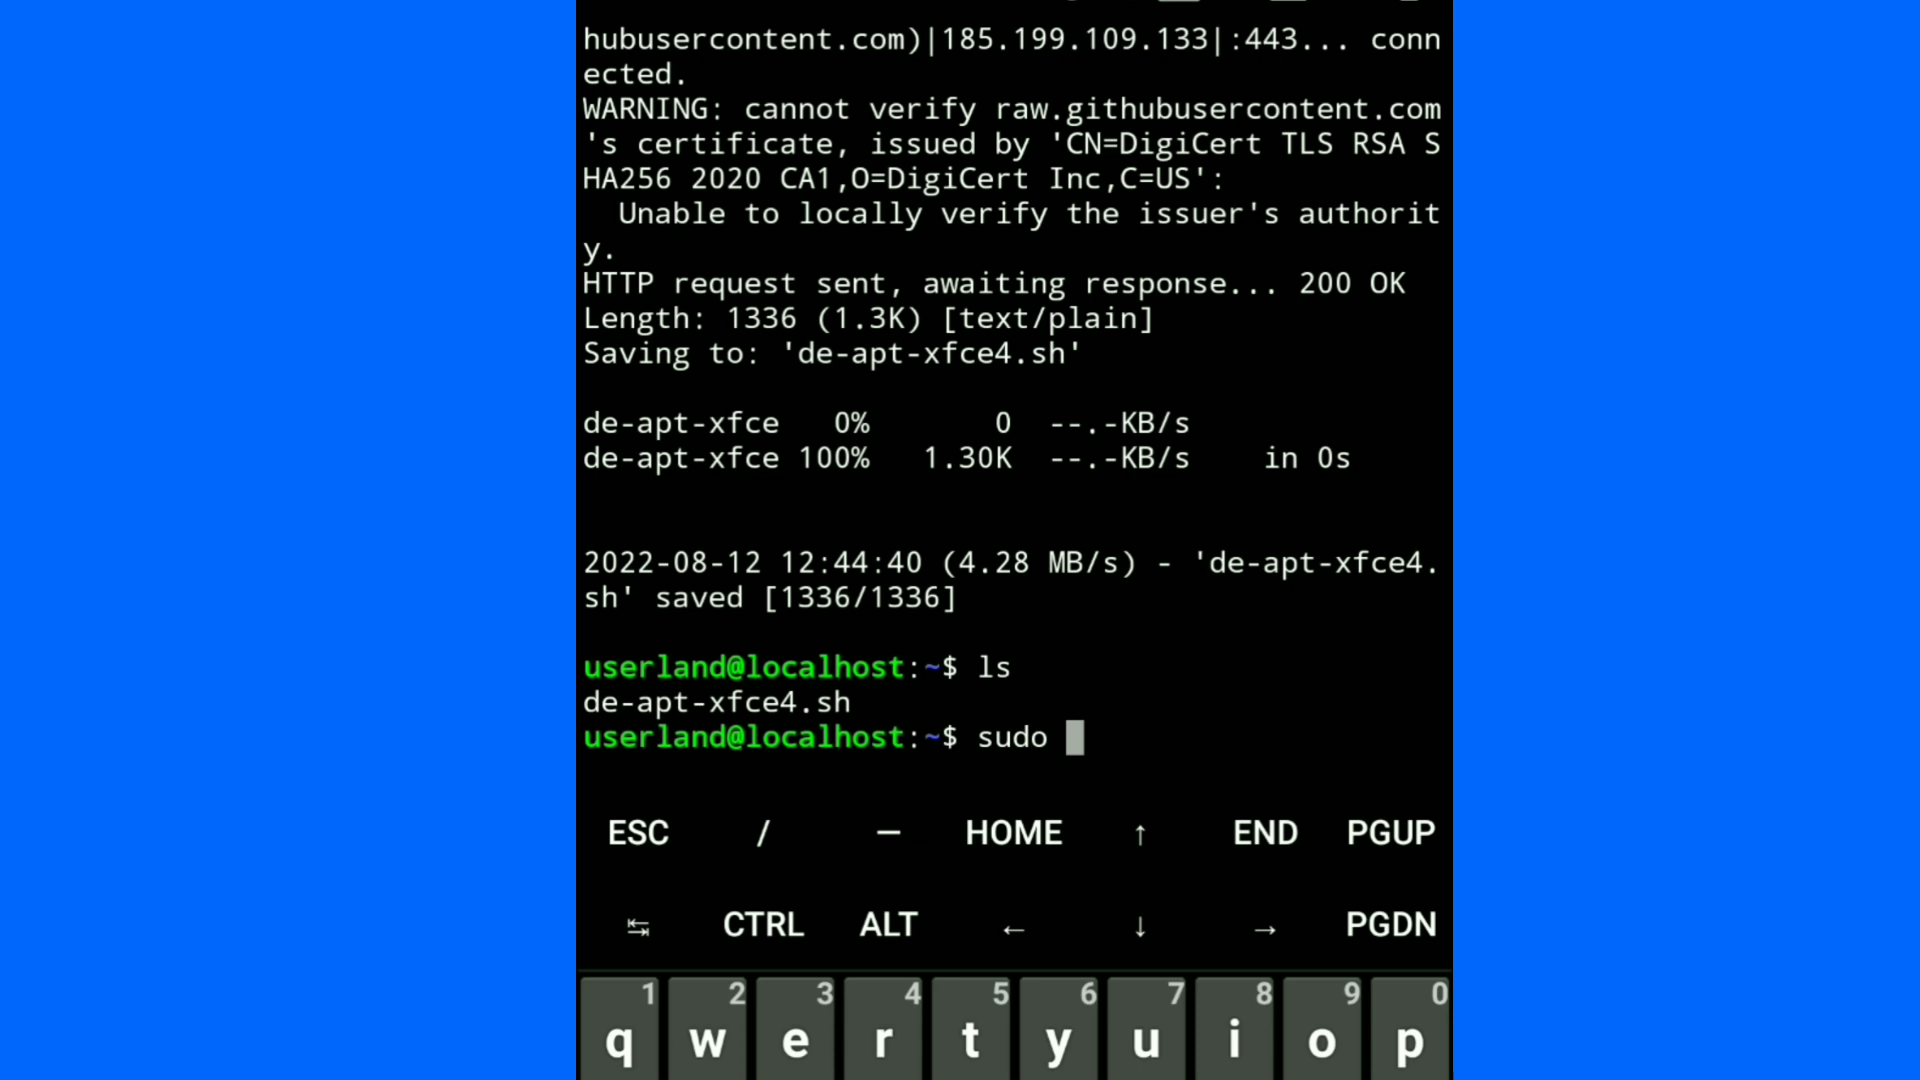 hubusercontent.com)|185.199.109.133|:443... conn
ected.
WARNING: cannot verify raw.githubusercontent.com
's certificate, issued by 'CN=DigiCert TLS RSA S
HA256 2020 CA1,O=DigiCert Inc,C=US':
  Unable to locally verify the issuer's authorit
y.
HTTP request sent, awaiting response... 200 OK
Length: 1336 (1.3K) [text/plain]
Saving to: 'de-apt-xfce4.sh'
de-apt-xfce   0%       0  --.-KB/s
de-apt-xfce 100%   1.30K  --.-KB/s    in 0s
2022-08-12 12:44:40 (4.28 MB/s) - 'de-apt-xfce4.
sh' saved [1336/1336]
userland@localhost:~$ ls
de-apt-xfce4.sh
userland@localhost:~$ sudo
ESC / — HOME ↑ END PGUP
↹ CTRL ALT ← ↓ → PGDN
1 2 3 4 5 6 7 8 9 0
q w e r t y u i o p